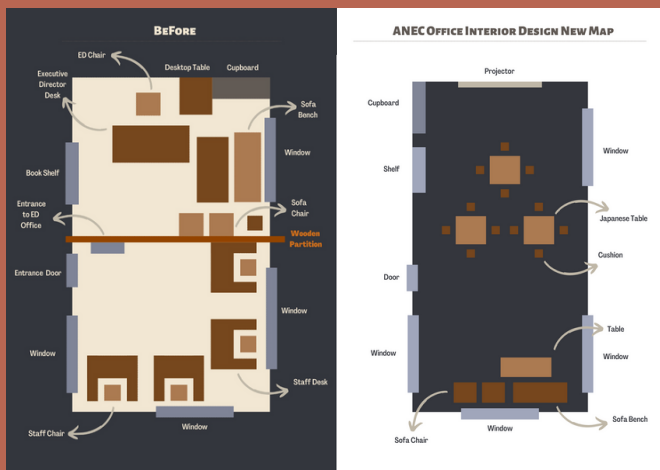 BeFore
ED Chair
Desktop Table
Cupboard
Executive
Director
Desk
Sofa
Bench
Window
Book Shelf
Entrance
to ED
Office
Sofa
Chair
Wooden
Partition
Entrance Door
Window
Window
Staff Desk
Window
Staff Chair
ANEC Office Interior Design New Map
Projector
Cupboard
Window
Shelf
Japanese Table
Cushion
Door
Table
Window
Window
Sofa Bench
Window
Sofa Chair